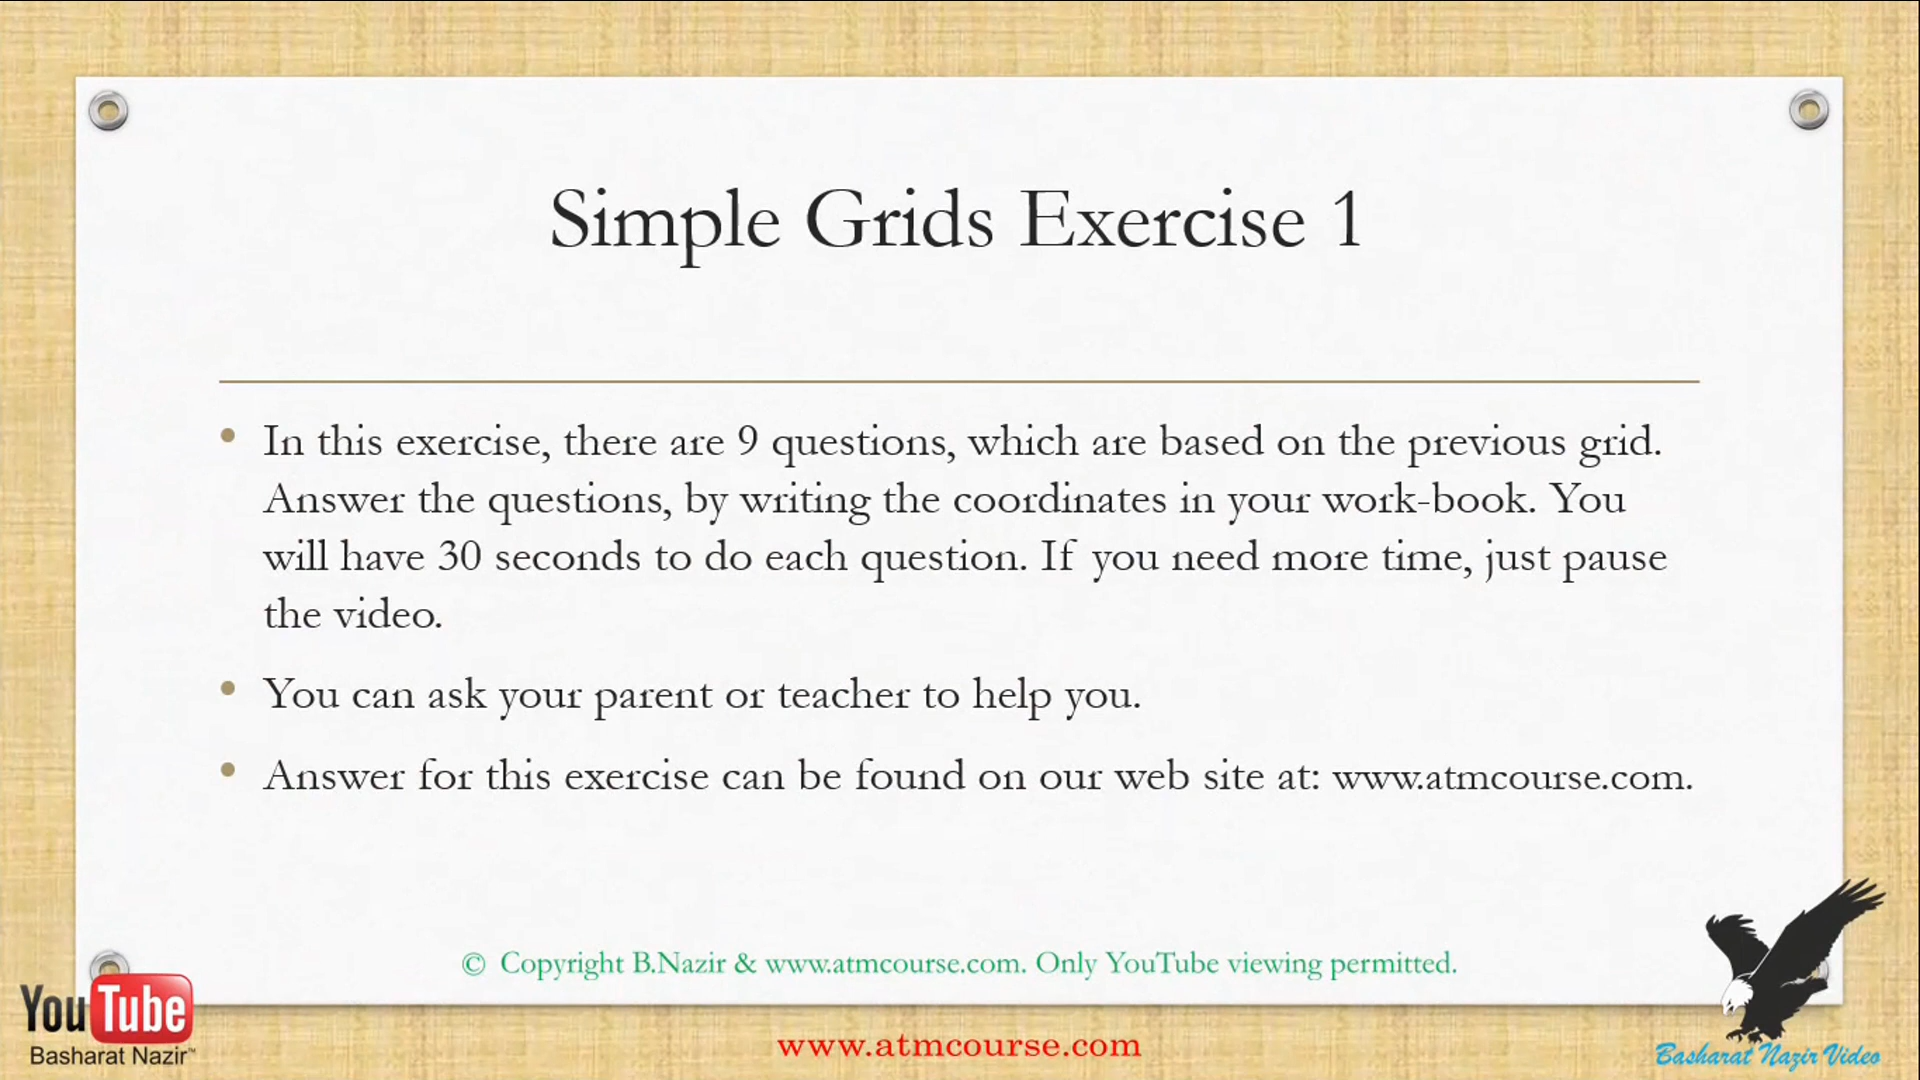 Simple Grids Exercise 1
• In this exercise, there are 9 questions, which are based on the previous grid.
Answer the questions, by writing the coordinates in your work-book. You
will have 30 seconds to do each question. If you need more time, just pause
the video.
• You can ask your parent or teacher to help you.
• Answer for this exercise can be found on our web site at: www.atmcourse.com.
© Copyright B.Nazir & www.atmcourse.com. Only YouTube viewing permitted.
YouTube
Basharat Nazir™
www.atmcourse.com
Basharat Nazir Video